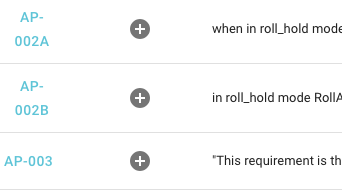 AP-
002A
when in roll_hold mode
AP-
002B
in roll_hold mode RollA
AP-003
"This requirement is th